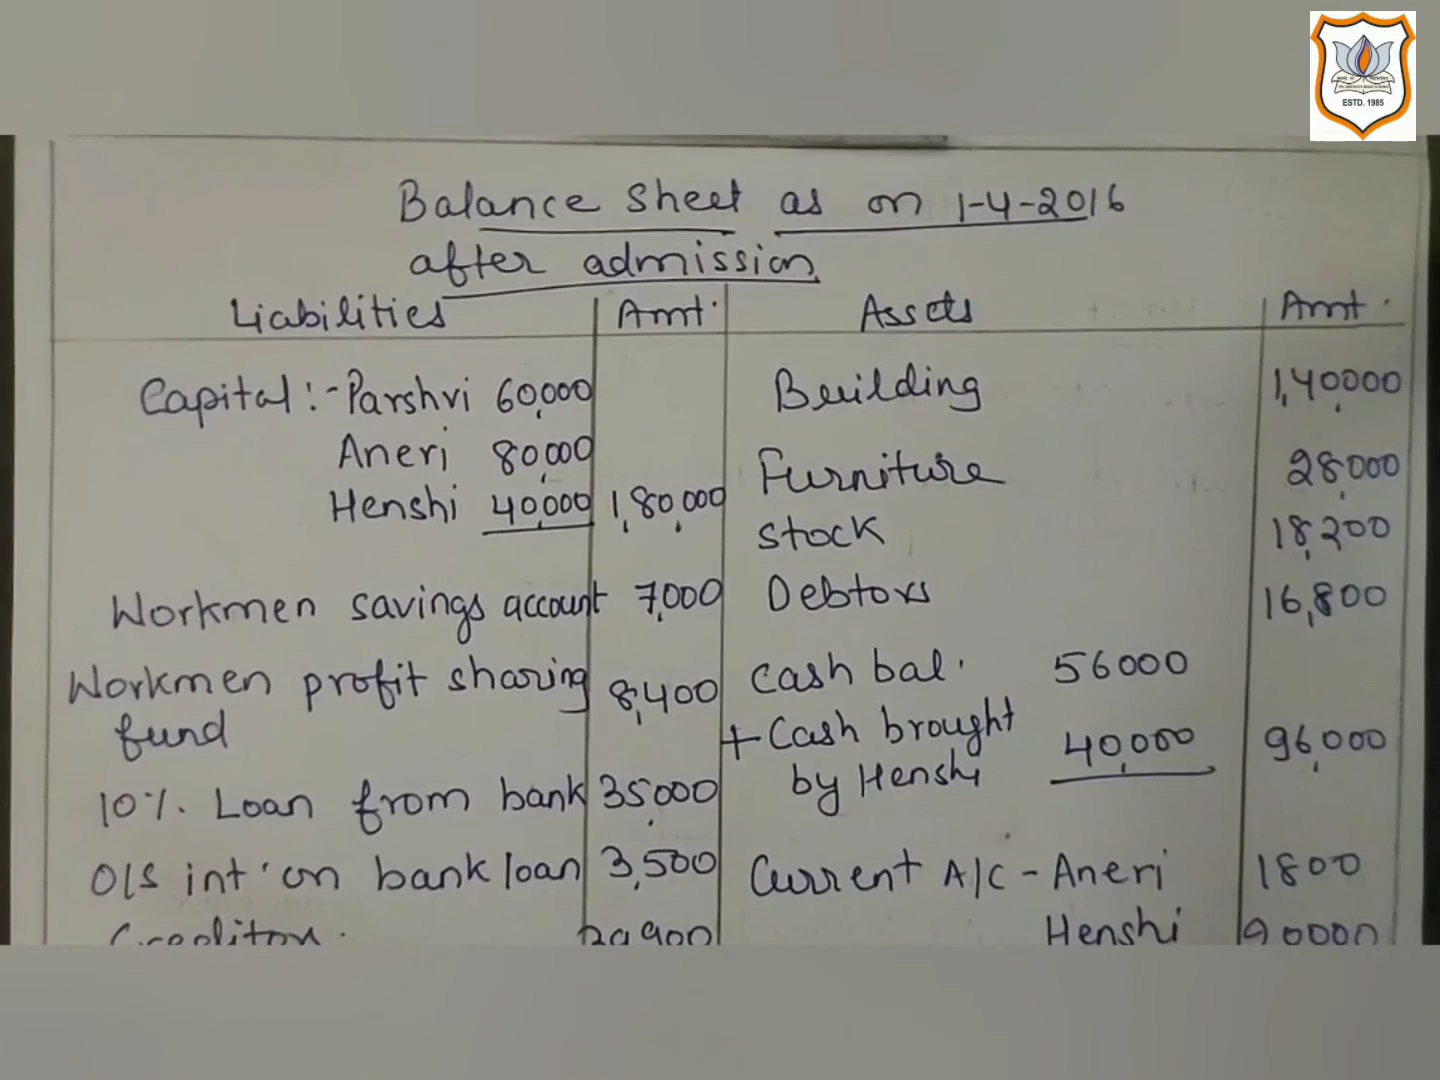 ESTD. 1985
Balance Sheet as on 1-4-2016
after admission
Liabilities Amt. Assets Amt.
Capital:- Parshvi 60,000 Building 1,40,000
Aneri 80,000 Furniture 28,000
Henshi 40,000 1,80,000 Stock 18,200
Workmen savings account 7,000 Debtors 16,800
Workmen profit sharing fund 8,400 Cash bal. 56000
+ Cash brought by Henshi 40,000 96,000
10%. Loan from bank 35,000
O/S int. on bank loan 3,500 Current A/C - Aneri 1800
Creditors. Henshi